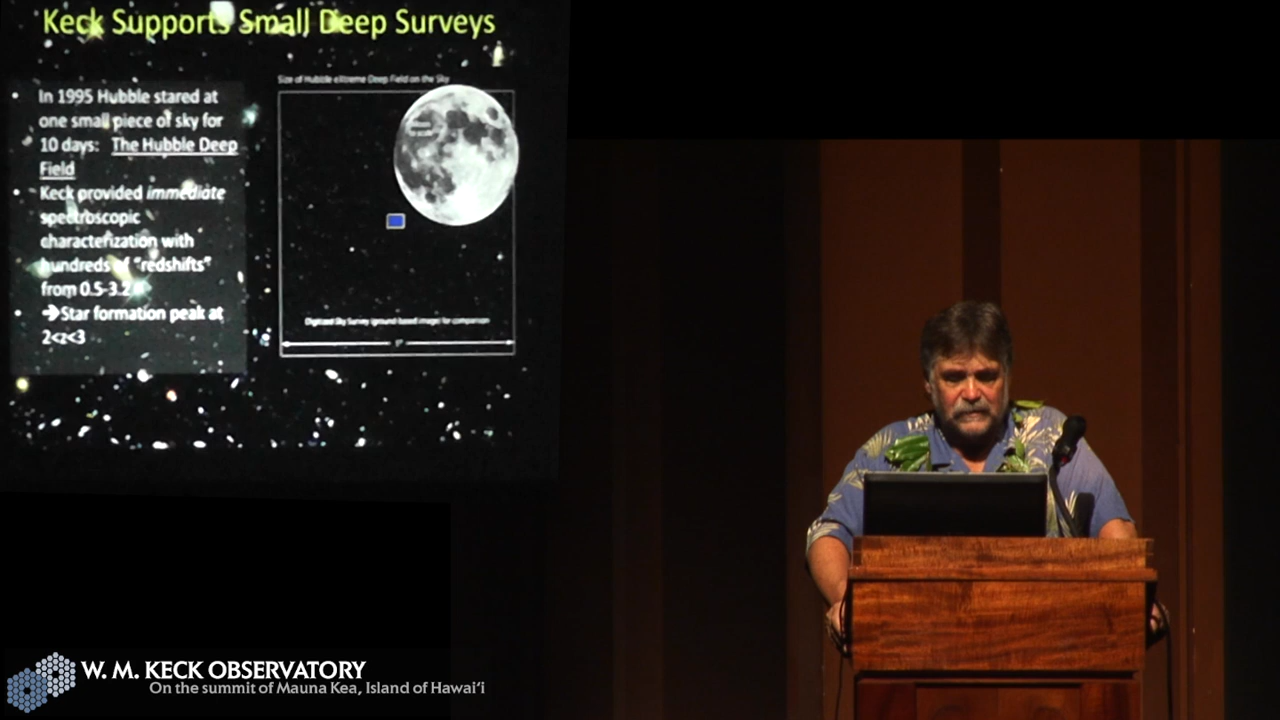 Keck Supports Small Deep Surveys
In 1995 Hubble stared at
one small piece of sky for
10 days: The Hubble Deep
Field
Keck provided immediate
spectroscopic
characterization with
hundreds of "redshifts"
from 0.5-3.2
➔Star formation peak at
2<z<3
Size of Hubble eXtreme Deep Field on the Sky
Digitized Sky Survey (ground-based image) for comparison
W. M. KECK OBSERVATORY
On the summit of Mauna Kea, Island of Hawai‘i